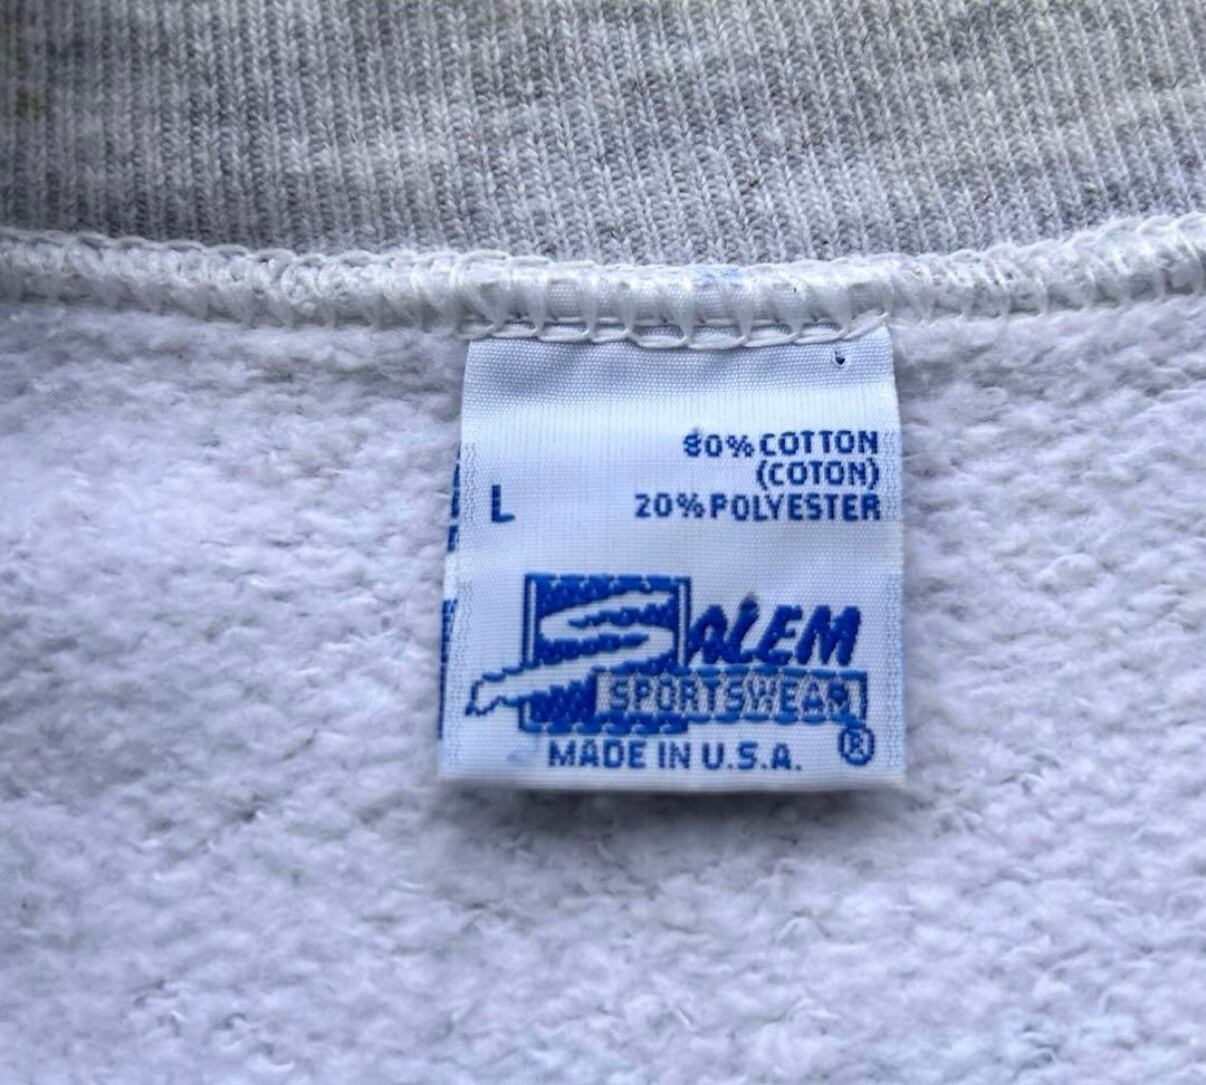 80% COTTON
(COTON)
L 20% POLYESTER
SALEM
SPORTSWEAR
®
MADE IN U.S.A.